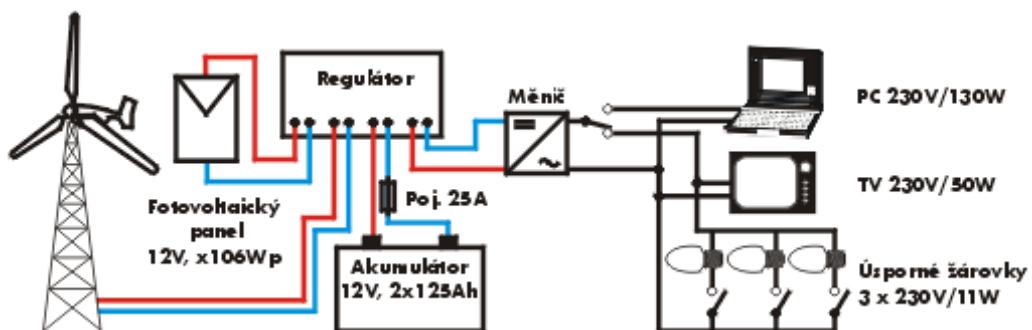 Regulátor
Měnič
PC 230V/130W
Fotovoltaický
panel
12V, x106Wp
Poj. 25A
TV 230V/50W
Akumulátor
12V, 2x125Ah
Úsporné žárovky
3 x 230V/11W